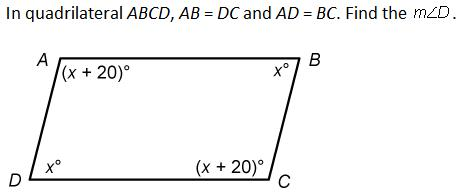 In quadrilateral ABCD, AB = DC and AD = BC. Find the m∠D.
A B
(x + 20)° x°
x° (x + 20)°
D C